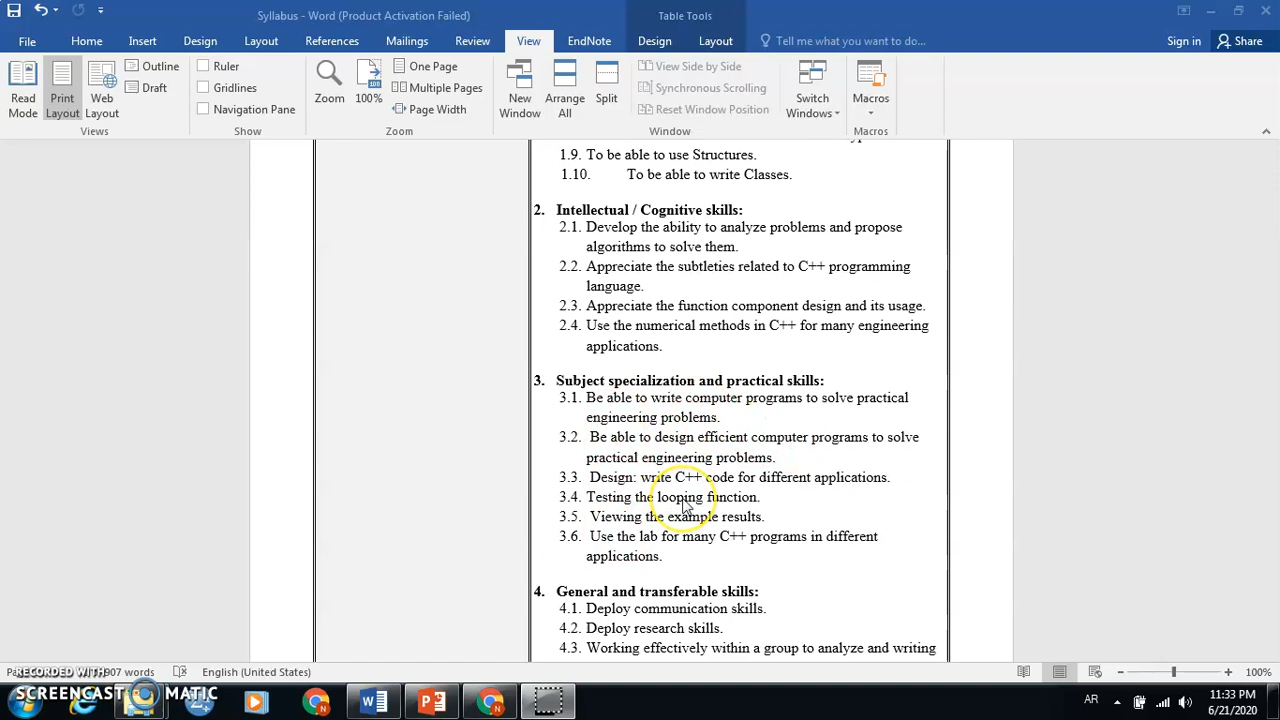 Syllabus - Word (Product Activation Failed)
Table Tools
File Home Insert Design Layout References Mailings Review View EndNote Design Layout Tell me what you want to do... Sign in Share
Read Mode
Print Layout
Web Layout
Outline
Draft
Views
Ruler
Gridlines
Navigation Pane
Show
Zoom
100%
One Page
Multiple Pages
Page Width
Zoom
New Window
Arrange All
Split
View Side by Side
Synchronous Scrolling
Reset Window Position
Window
Switch Windows
Macros
Macros
1.9. To be able to use Structures.
1.10. To be able to write Classes.
2. Intellectual / Cognitive skills:
2.1. Develop the ability to analyze problems and propose
algorithms to solve them.
2.2. Appreciate the subtleties related to C++ programming
language.
2.3. Appreciate the function component design and its usage.
2.4. Use the numerical methods in C++ for many engineering
applications.
3. Subject specialization and practical skills:
3.1. Be able to write computer programs to solve practical
engineering problems.
3.2. Be able to design efficient computer programs to solve
practical engineering problems.
3.3. Design: write C++ code for different applications.
3.4. Testing the looping function.
3.5. Viewing the example results.
3.6. Use the lab for many C++ programs in different
applications.
4. General and transferable skills:
4.1. Deploy communication skills.
4.2. Deploy research skills.
4.3. Working effectively within a group to analyze and writing
907 words English (United States) 100%
RECORDED WITH
SCREENCAST MATIC
AR
11:33 PM
6/21/2020